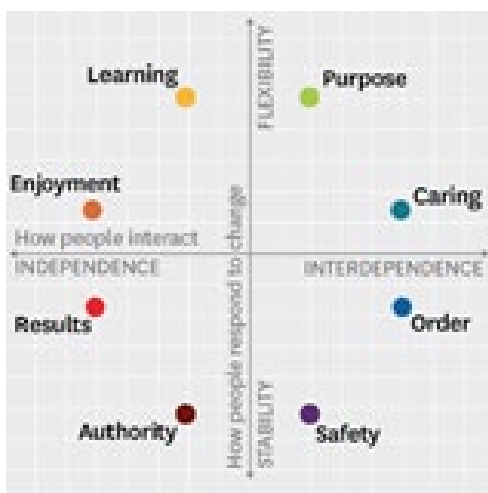 FLEXIBILITY
Learning
Purpose
Enjoyment
Caring
How people interact
How people respond to change
INDEPENDENCE
INTERDEPENDENCE
Results
Order
STABILITY
Authority
Safety